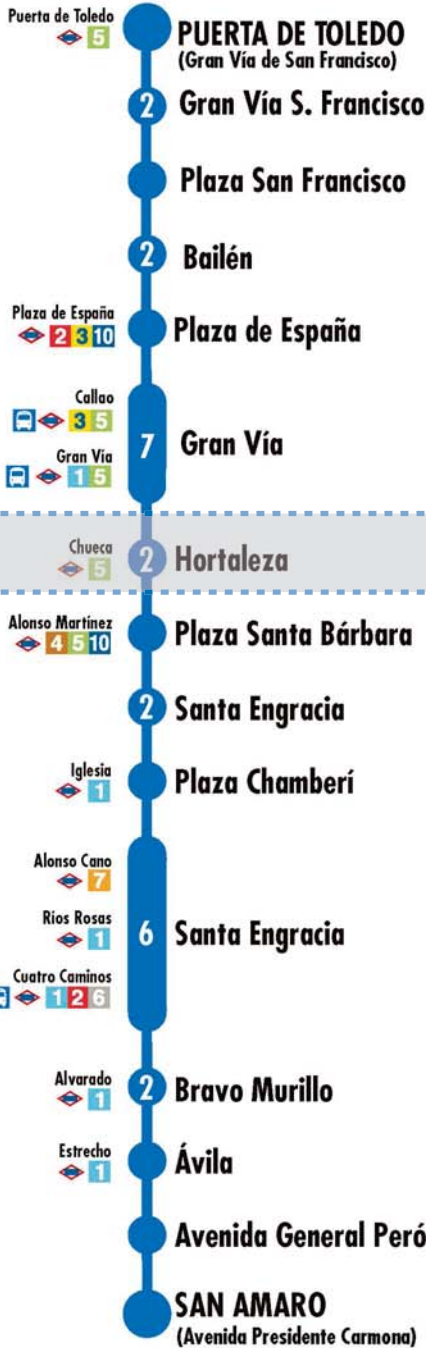 Puerta de Toledo
5
PUERTA DE TOLEDO
(Gran Vía de San Francisco)
2 Gran Vía S. Francisco
Plaza San Francisco
2 Bailén
Plaza de España
2 3 10
Plaza de España
Callao
3 5
Gran Vía
1 5
7 Gran Vía
Chueca
5
2 Hortaleza
Alonso Martínez
4 5 10
Plaza Santa Bárbara
2 Santa Engracia
Iglesia
1
Plaza Chamberí
Alonso Cano
7
Ríos Rosas
1
6 Santa Engracia
Cuatro Caminos
1 2 6
Alvarado
1
2 Bravo Murillo
Estrecho
1
Ávila
Avenida General Peró
SAN AMARO
(Avenida Presidente Carmona)